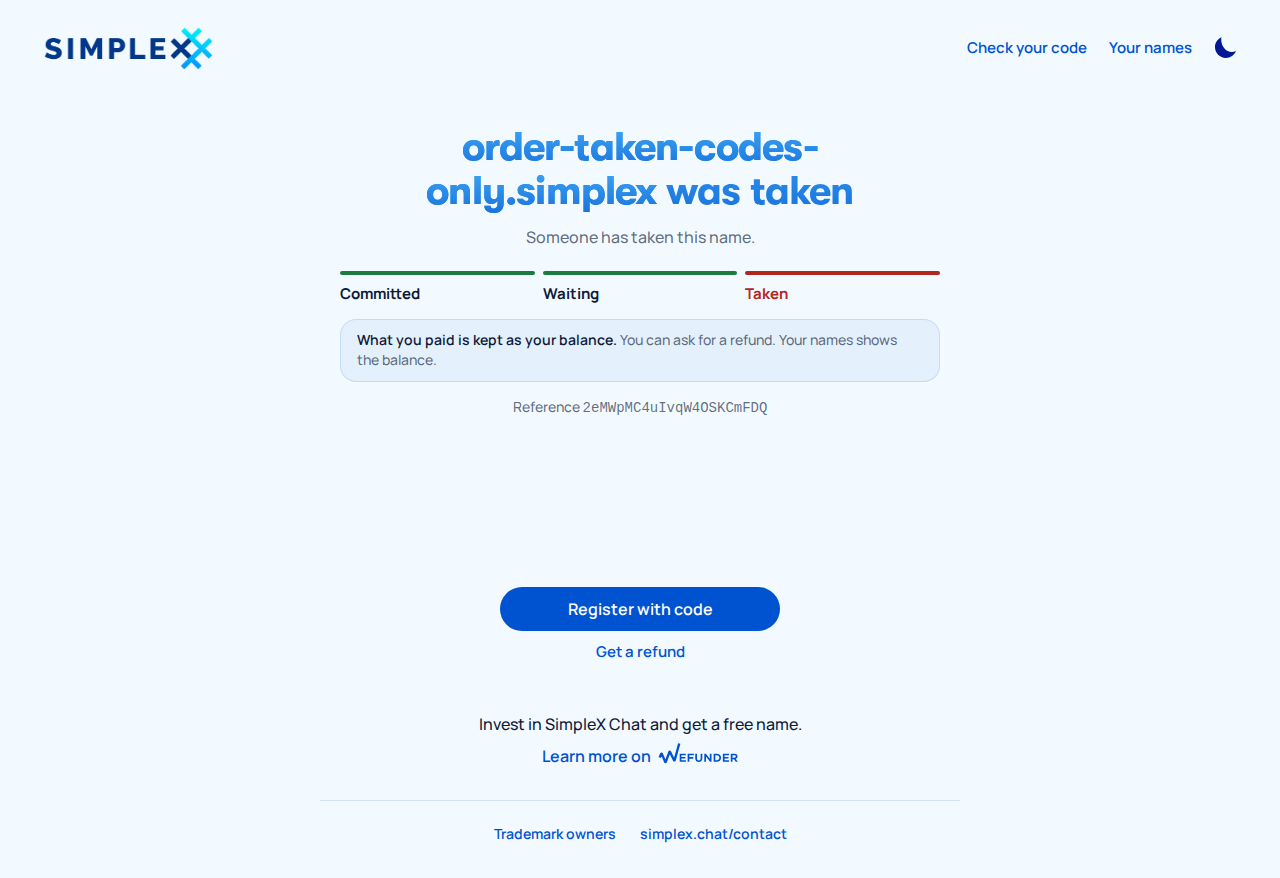 SIMPLEX
Check your code
Your names
order-taken-codes-
only.simplex was taken
Someone has taken this name.
Committed
Waiting
Taken
What you paid is kept as your balance. You can ask for a refund. Your names shows
the balance.
Reference 2eMWpMC4uIvqW4OSKCmFDQ
Register with code
Get a refund
Invest in SimpleX Chat and get a free name.
Learn more on WEFUNDER
Trademark owners
simplex.chat/contact